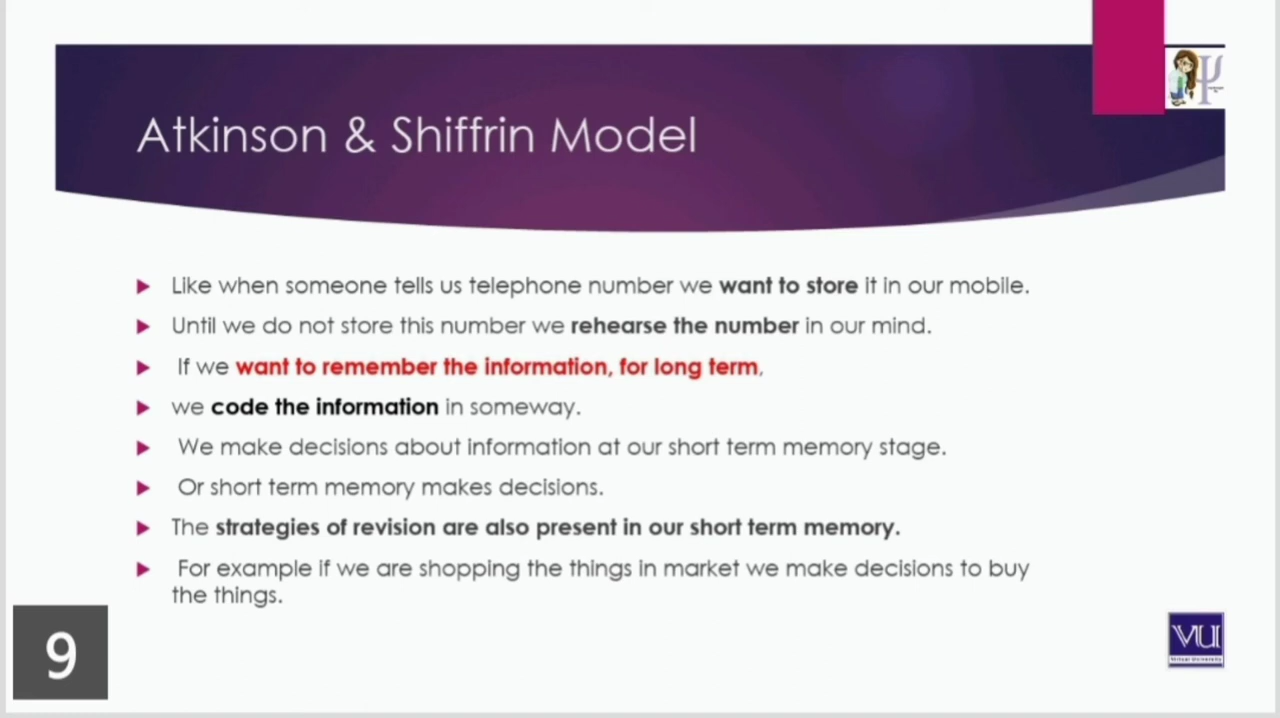 Atkinson & Shiffrin Model
Like when someone tells us telephone number we want to store it in our mobile.
Until we do not store this number we rehearse the number in our mind.
If we want to remember the information, for long term,
we code the information in someway.
We make decisions about information at our short term memory stage.
Or short term memory makes decisions.
The strategies of revision are also present in our short term memory.
For example if we are shopping the things in market we make decisions to buy
the things.
9
VU
Virtual University